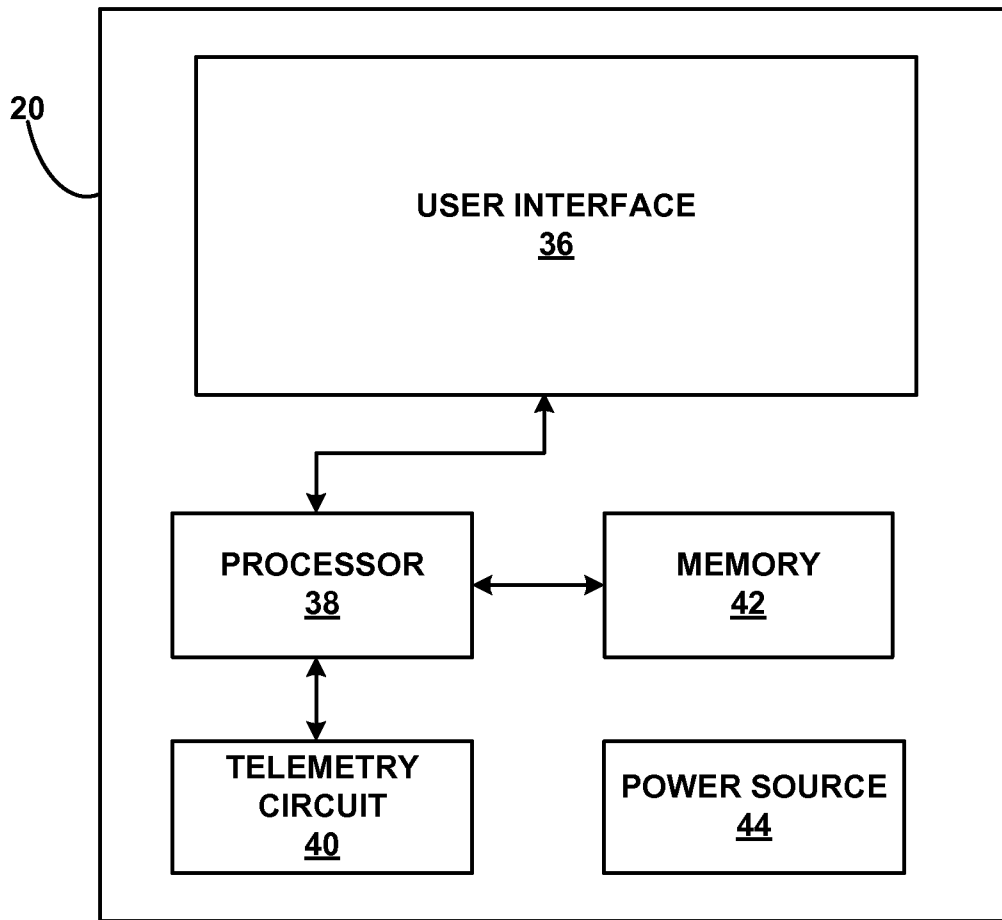 20
USER INTERFACE
36
PROCESSOR
38
MEMORY
42
TELEMETRY
CIRCUIT
40
POWER SOURCE
44